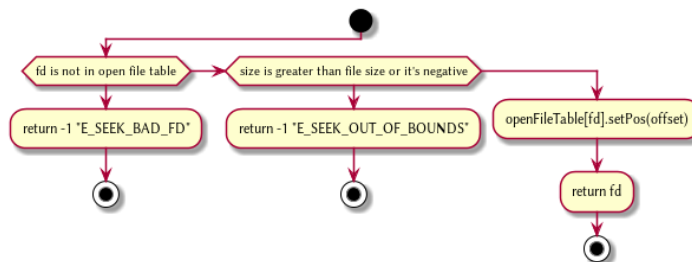 fd is not in open file table
size is greater than file size or it's negative
return -1 "E_SEEK_BAD_FD"
return -1 "E_SEEK_OUT_OF_BOUNDS"
openFileTable[fd].setPos(offset)
return fd